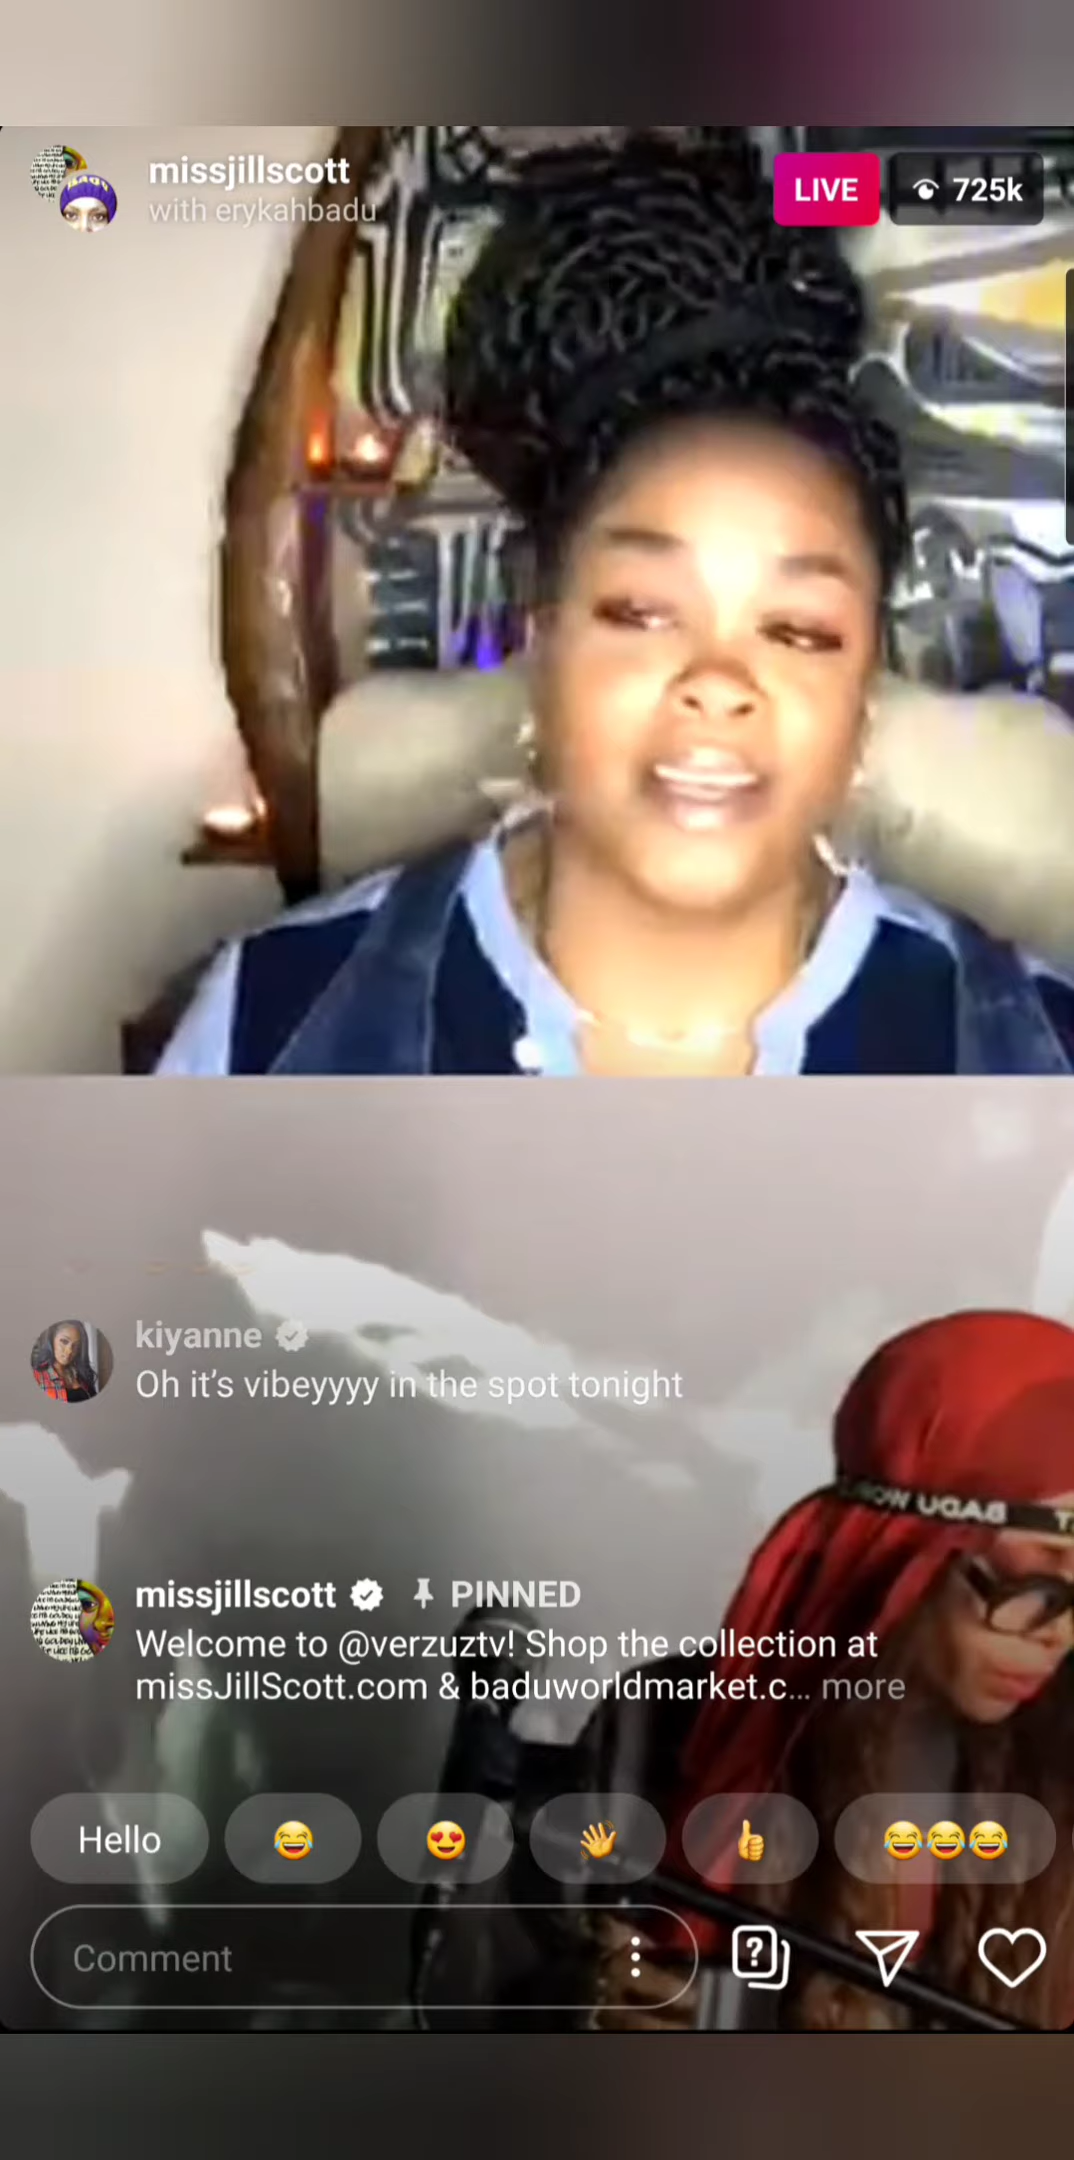 missjillscott
with erykahbadu
LIVE
725k
kiyanne
Oh it's vibeyyyy in the spot tonight
BADU
missjillscott PINNED
Welcome to @verzuztv! Shop the collection at
missJillScott.com & baduworldmarket.c... more
Hello
Comment